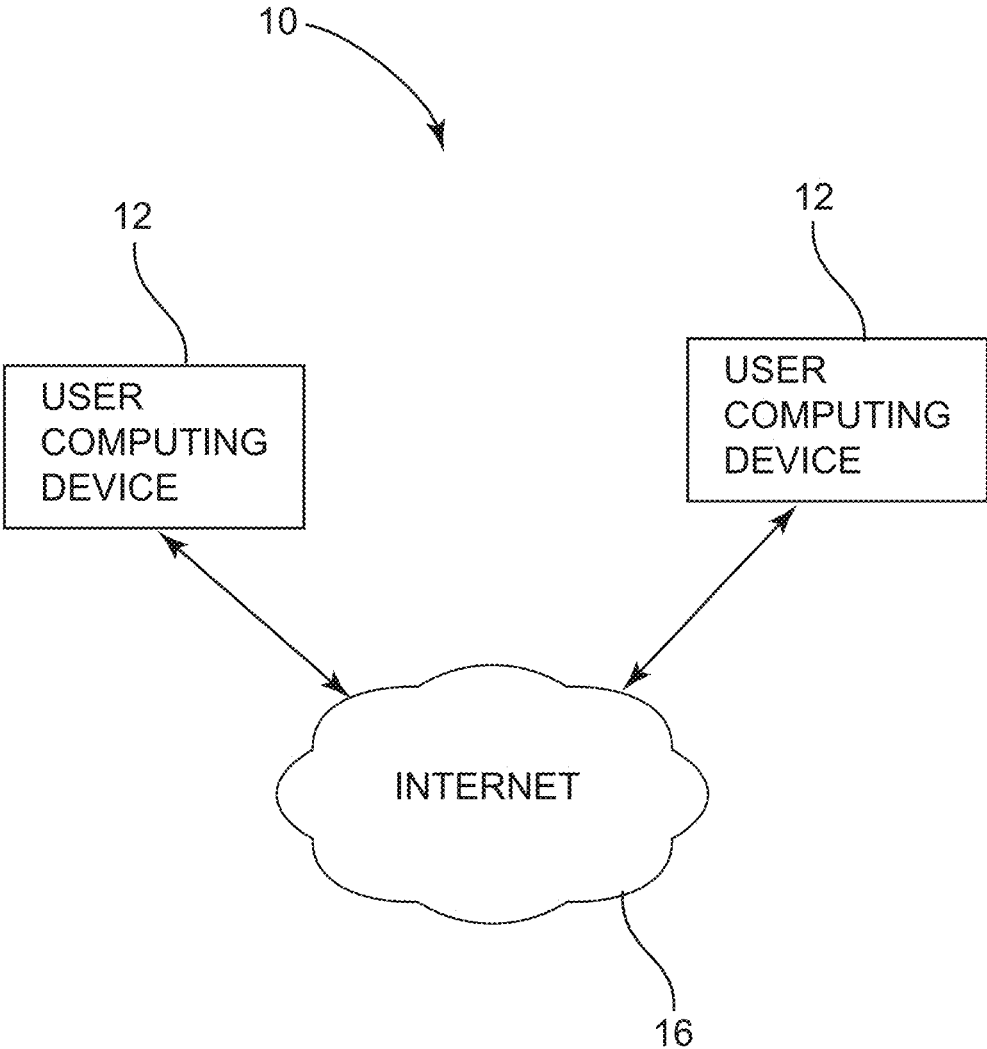 10
12
12
USER
COMPUTING
DEVICE
USER
COMPUTING
DEVICE
INTERNET
16